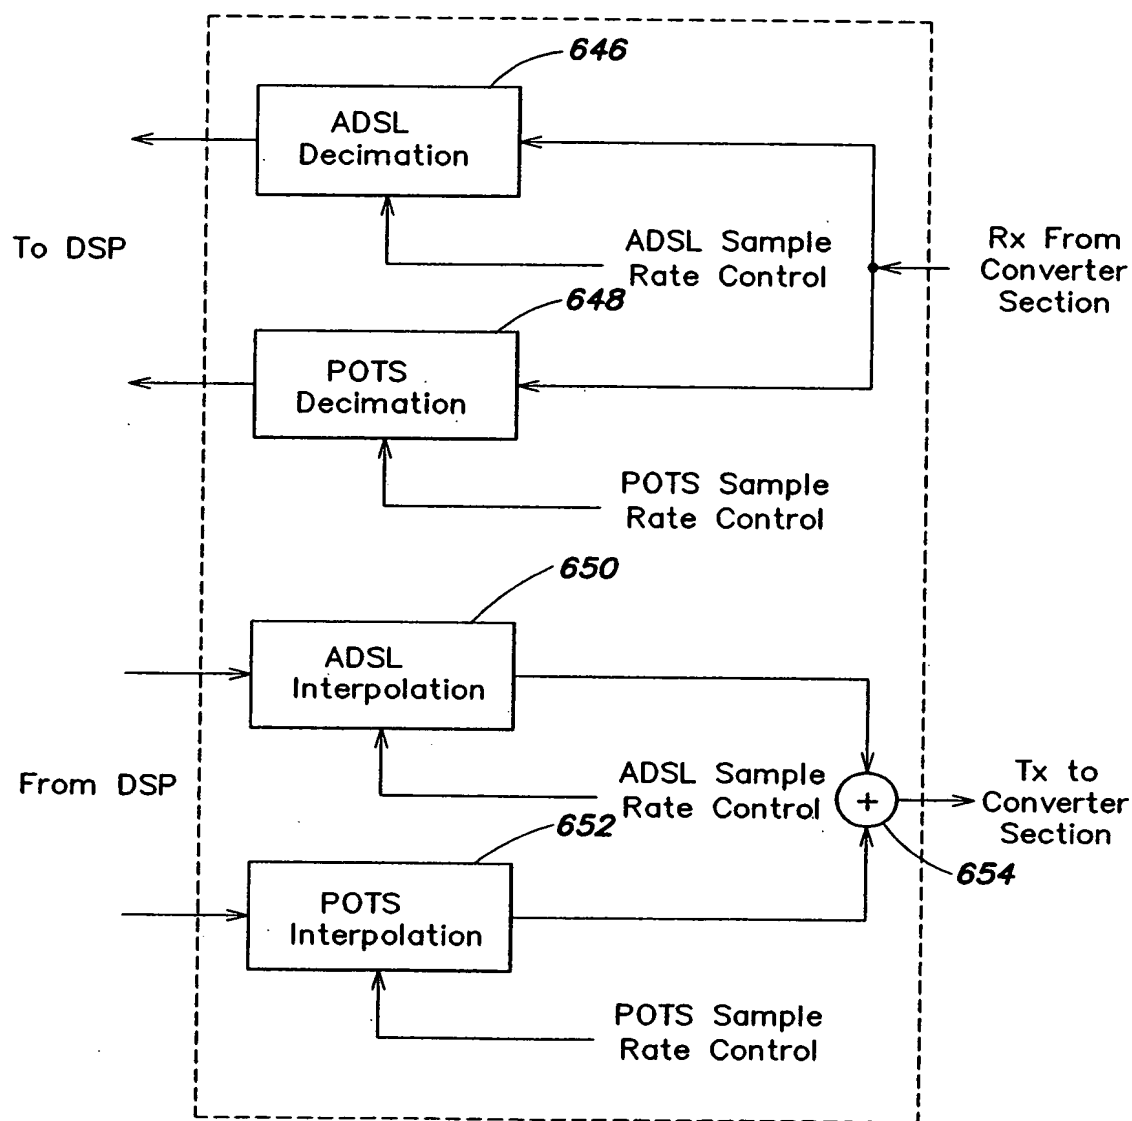 646
ADSL
Decimation
To DSP
ADSL Sample
Rate Control
Rx From
Converter
Section
648
POTS
Decimation
POTS Sample
Rate Control
650
ADSL
Interpolation
From DSP
ADSL Sample
Rate Control
+
Tx to
Converter
Section
652
654
POTS
Interpolation
POTS Sample
Rate Control